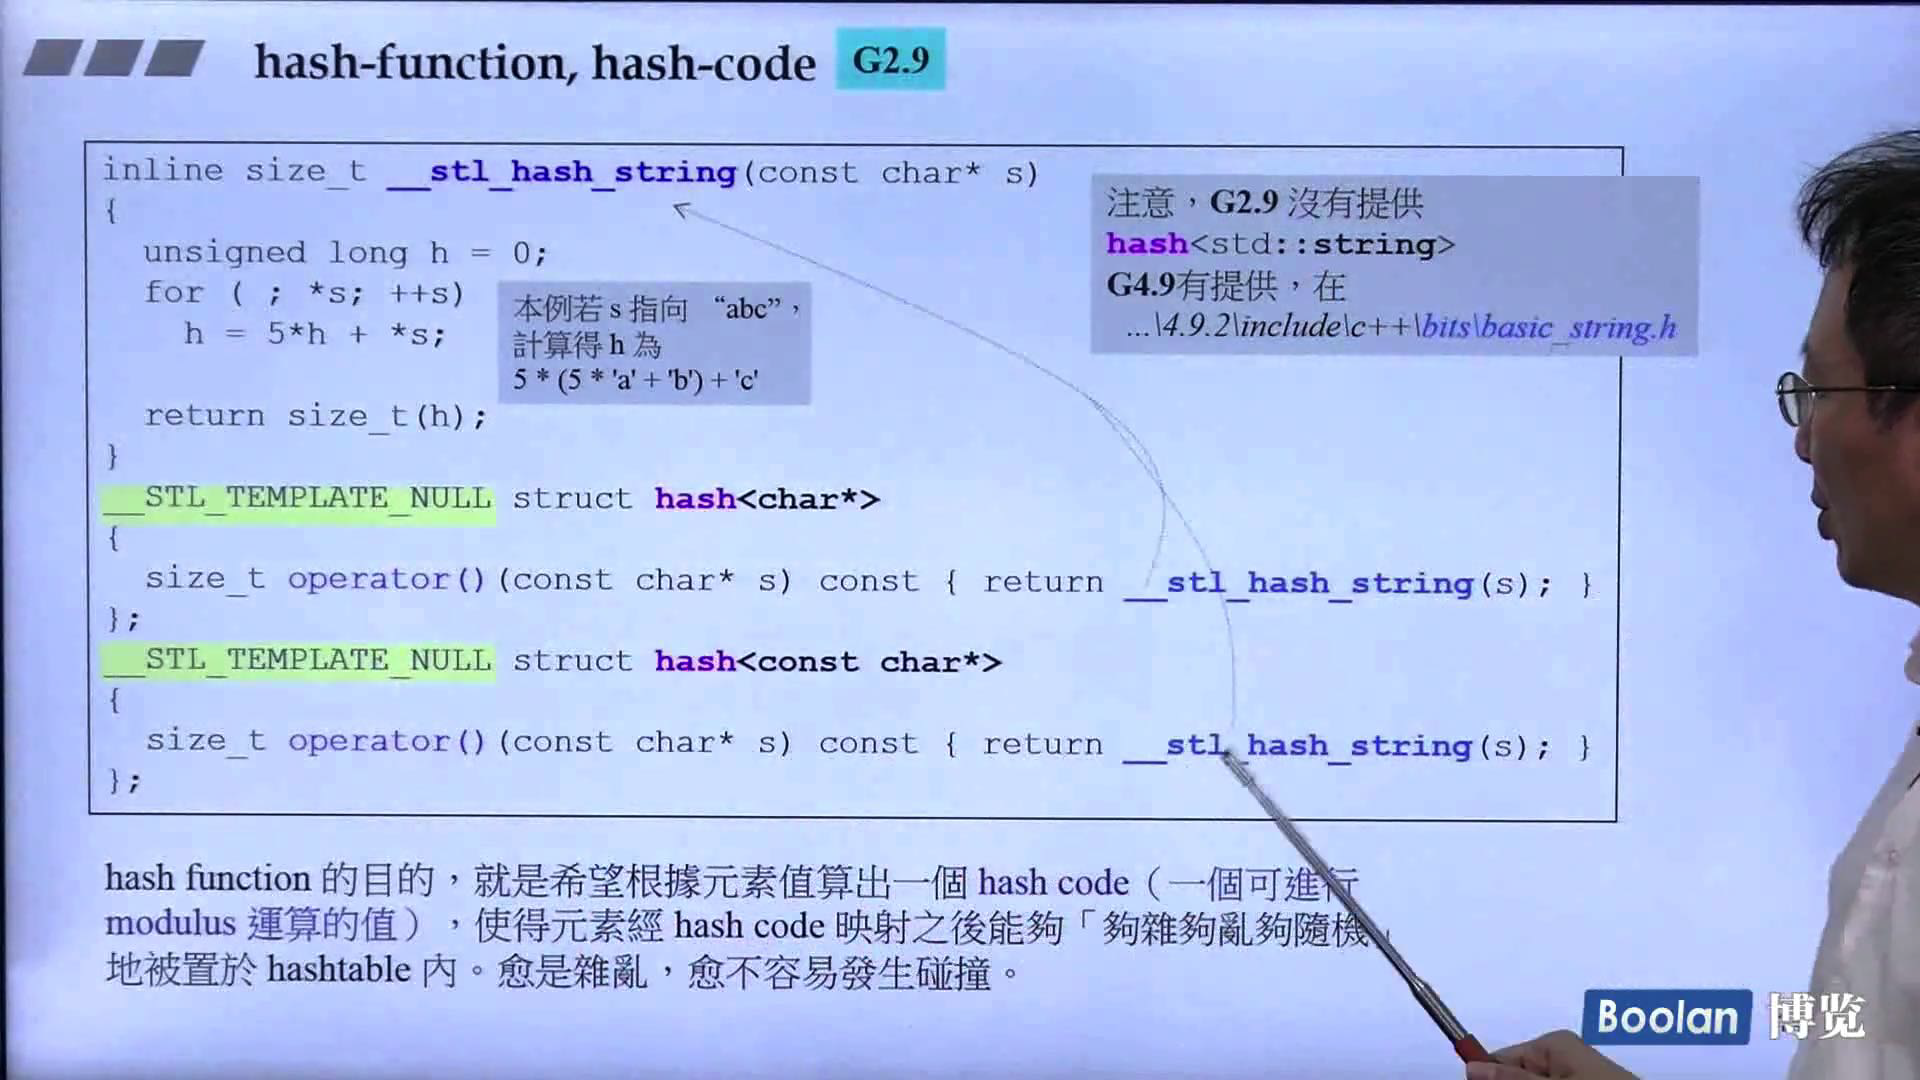 hash-function, hash-code G2.9
inline size_t __stl_hash_string(const char* s)
{
unsigned long h = 0;
for ( ; *s; ++s)
h = 5*h + *s;
return size_t(h);
}
本例若 s 指向 “abc”，
計算得 h 為
5 * (5 * 'a' + 'b') + 'c'
注意，G2.9 沒有提供
hash<std::string>
G4.9有提供，在
...\4.9.2\include\c++\bits\basic_string.h
__STL_TEMPLATE_NULL struct hash<char*>
{
size_t operator()(const char* s) const { return __stl_hash_string(s); }
};
__STL_TEMPLATE_NULL struct hash<const char*>
{
size_t operator()(const char* s) const { return __stl_hash_string(s); }
};
hash function 的目的，就是希望根據元素值算出一個 hash code（一個可進行
modulus 運算的值），使得元素經 hash code 映射之後能夠「夠雜夠亂夠隨機」
地被置於 hashtable 內。愈是雜亂，愈不容易發生碰撞。
Boolan 博览